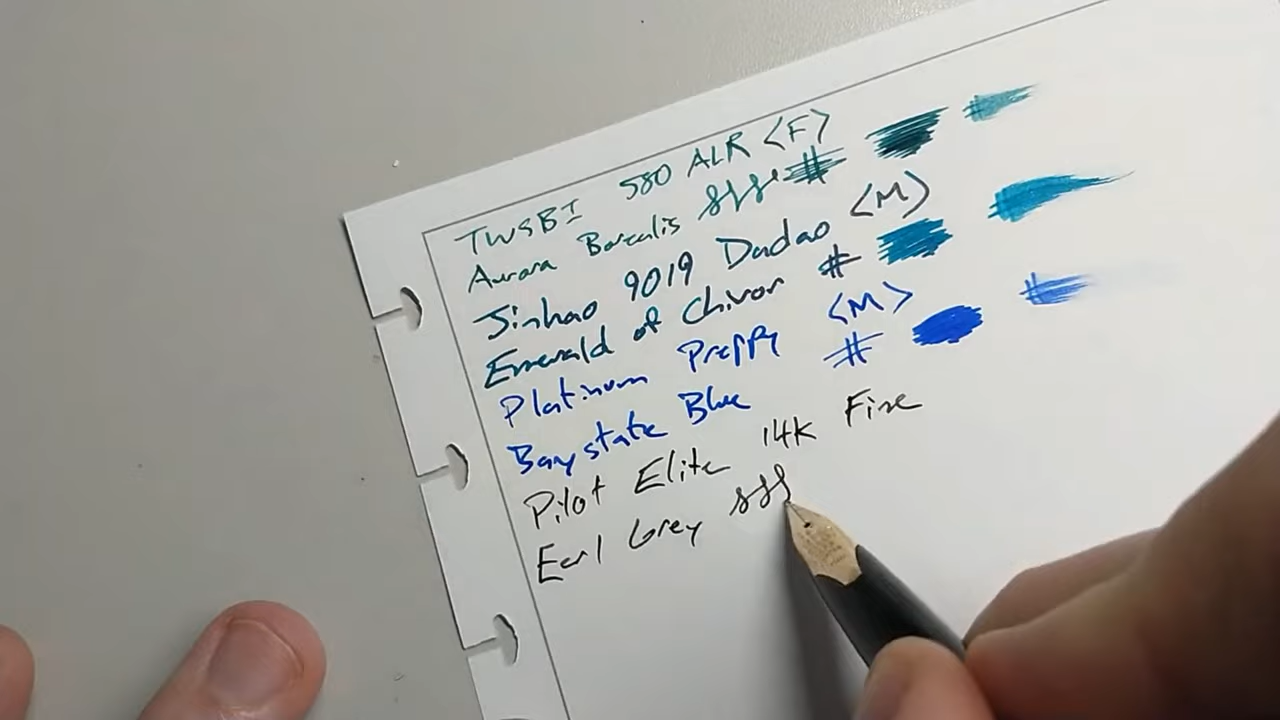 TWSBI 580 ALR <F>
Aurora Borealis #
Jinhao 9019 Dadao <M>
Emerald of Chivor #
Platinum Preppy <M>
Baystate Blue #
Pilot Elite 14K Fine
Earl Grey